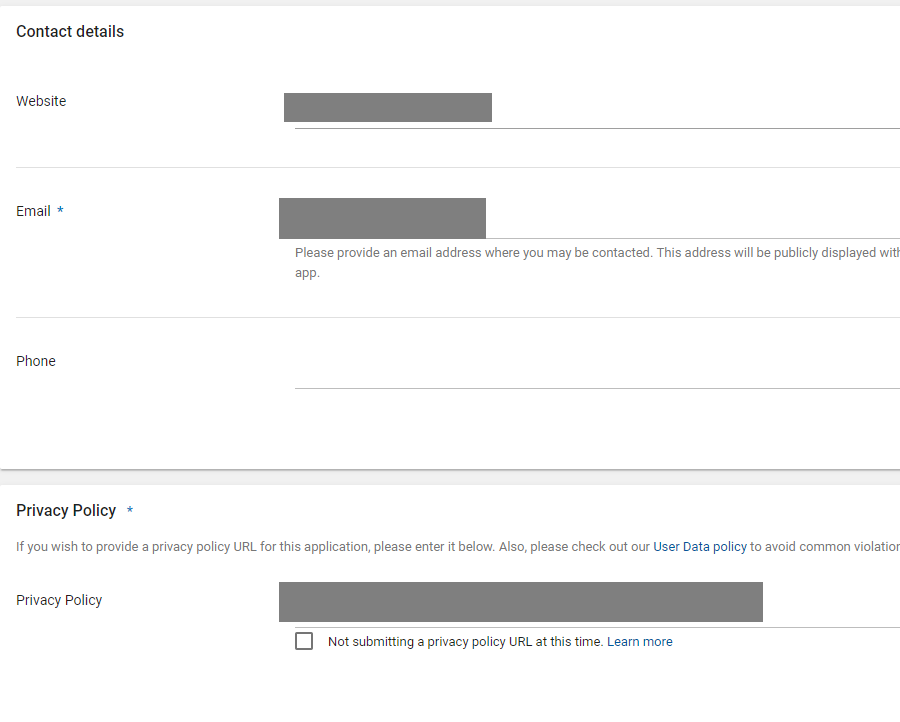 Contact details
Website
Email *
Please provide an email address where you may be contacted. This address will be publicly displayed with
app.
Phone
Privacy Policy *
If you wish to provide a privacy policy URL for this application, please enter it below. Also, please check out our User Data policy to avoid common violation
Privacy Policy
Not submitting a privacy policy URL at this time. Learn more